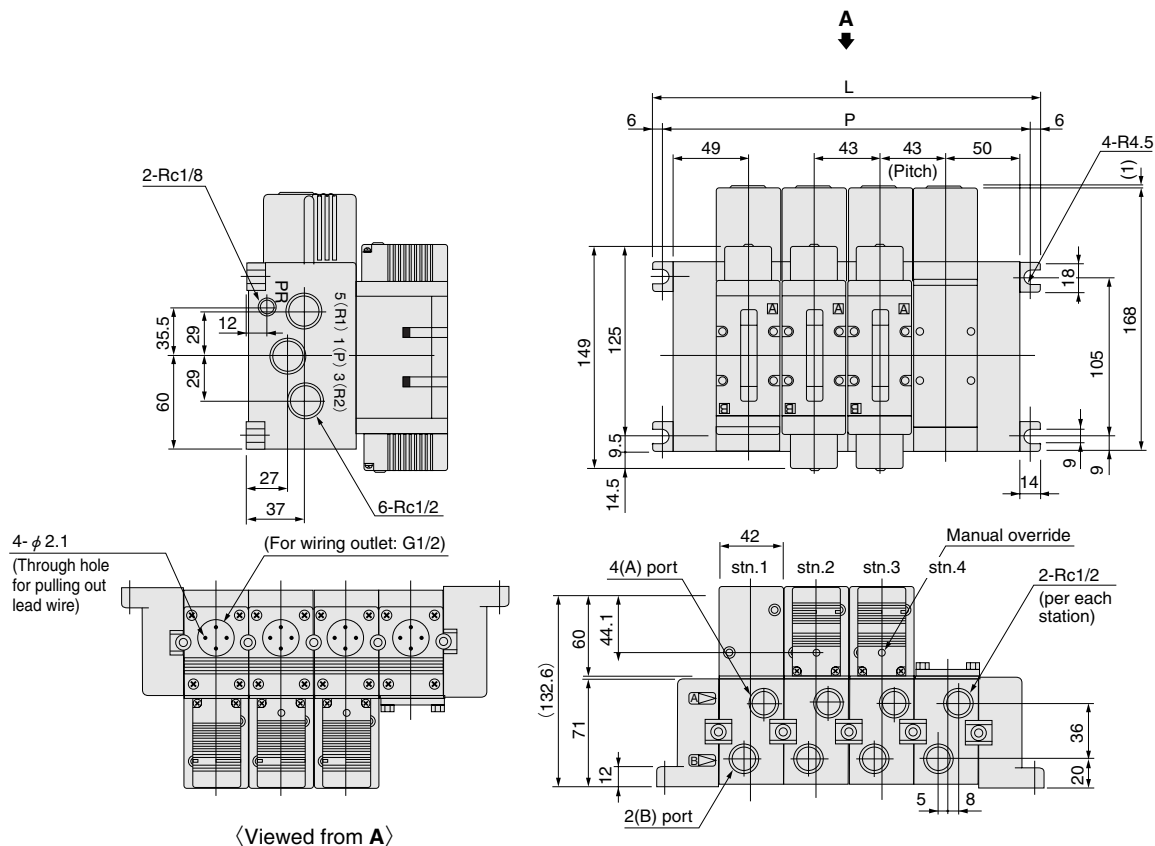 A
L
6
P
6
49
43
43
50
4-R4.5
(Pitch)
(1)
2-Rc1/8
PR
5(R1) 1(P) 3(R2)
12
35.5
29
29
60
27
37
6-Rc1/2
149
125
9.5
14.5
A
A
A
B
B
B
18
168
105
9
9
14
4-ϕ2.1
(Through hole
for pulling out
lead wire)
(For wiring outlet: G1/2)
〈Viewed from A〉
42
Manual override
4(A) port
stn.1
stn.2
stn.3
stn.4
2-Rc1/2
(per each
station)
(132.6)
60
44.1
71
12
A
B
36
20
5
8
2(B) port